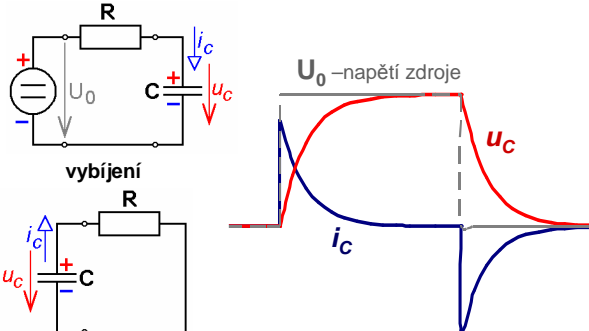 R
i_c
+
U_0
C
+
–
u_c
–
vybíjení
R
i_c
u_c
+
C
–
U_0 –napětí zdroje
u_C
i_C